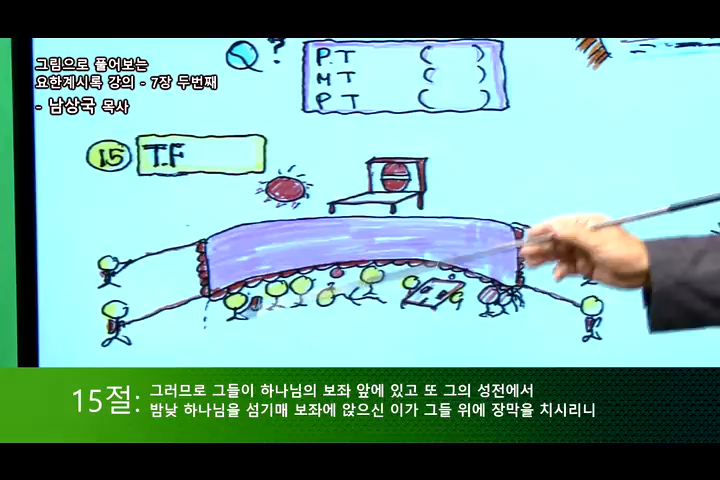 그림으로 풀어보는
요한계시록 강의 - 7장 두번째
- 남상국 목사
Q ?
P.T ( )
M T ( )
P T ( )
15 T.F
15절: 그러므로 그들이 하나님의 보좌 앞에 있고 또 그의 성전에서
밤낮 하나님을 섬기매 보좌에 앉으신 이가 그들 위에 장막을 치시리니